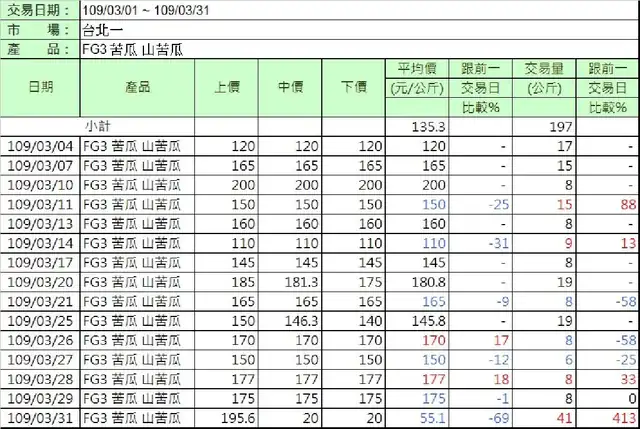 交易日期: 109/03/01 ~ 109/03/31
市 場: 台北一
產 品: FG3 苦瓜 山苦瓜
日期 產品 上價 中價 下價 平均價 (元/公斤) 跟前一 交易日 比較% 交易量 (公斤) 跟前一 交易日 比較%
小計 135.3 197
109/03/04 FG3 苦瓜 山苦瓜 120 120 120 120 - 17 -
109/03/07 FG3 苦瓜 山苦瓜 165 165 165 165 - 15 -
109/03/10 FG3 苦瓜 山苦瓜 200 200 200 200 - 8 -
109/03/11 FG3 苦瓜 山苦瓜 150 150 150 150 -25 15 88
109/03/13 FG3 苦瓜 山苦瓜 160 160 160 160 - 8 -
109/03/14 FG3 苦瓜 山苦瓜 110 110 110 110 -31 9 13
109/03/17 FG3 苦瓜 山苦瓜 145 145 145 145 - 8 -
109/03/20 FG3 苦瓜 山苦瓜 185 181.3 175 180.8 - 19 -
109/03/21 FG3 苦瓜 山苦瓜 165 165 165 165 -9 8 -58
109/03/25 FG3 苦瓜 山苦瓜 150 146.3 140 145.8 - 19 -
109/03/26 FG3 苦瓜 山苦瓜 170 170 170 170 17 8 -58
109/03/27 FG3 苦瓜 山苦瓜 150 150 150 150 -12 6 -25
109/03/28 FG3 苦瓜 山苦瓜 177 177 177 177 18 8 33
109/03/29 FG3 苦瓜 山苦瓜 175 175 175 175 -1 8 0
109/03/31 FG3 苦瓜 山苦瓜 195.6 20 20 55.1 -69 41 413